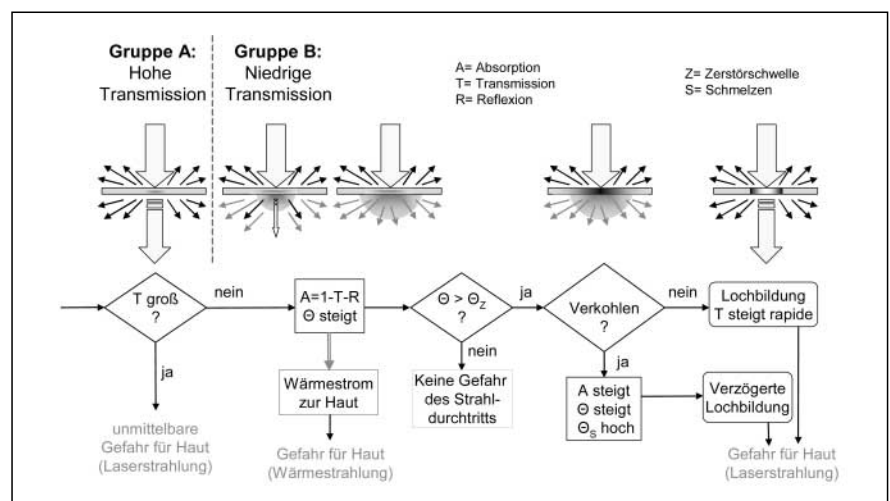 Gruppe A:
Hohe
Transmission
Gruppe B:
Niedrige
Transmission
A= Absorption
T= Transmission
R= Reflexion
Z= Zerstörschwelle
S= Schmelzen
T groß
?
nein
ja
unmittelbare
Gefahr für Haut
(Laserstrahlung)
A=1-T-R
Θ steigt
Wärmestrom
zur Haut
Gefahr für Haut
(Wärmestrahlung)
Θ > Θz
?
ja
nein
Keine Gefahr
des Strahl-
durchtritts
Verkohlen
?
nein
ja
A steigt
Θ steigt
Θs hoch
Lochbildung
T steigt rapide
Verzögerte
Lochbildung
Gefahr für Haut
(Laserstrahlung)